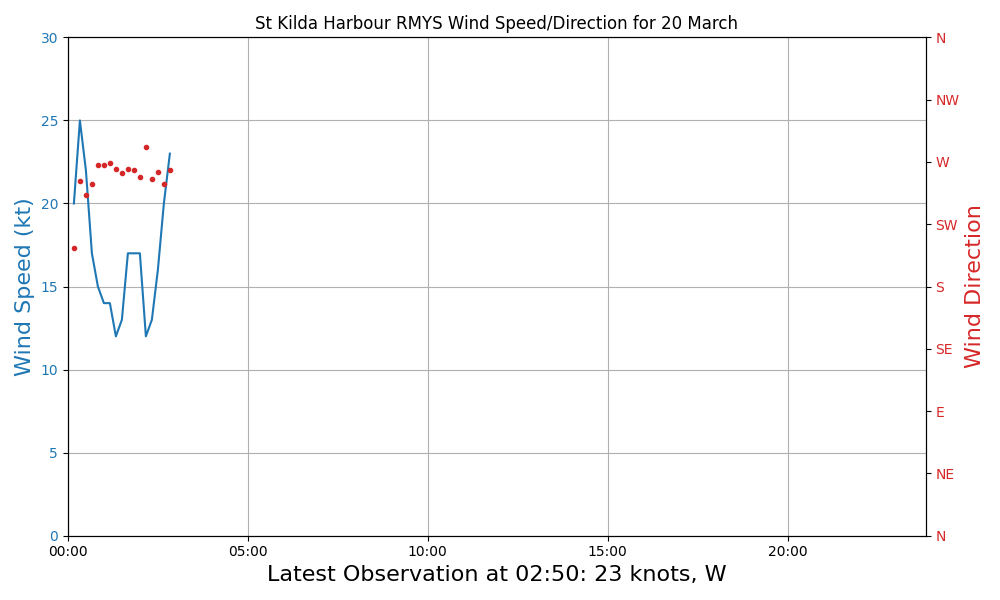 St Kilda Harbour RMYS Wind Speed/Direction for 20 March
Wind Speed (kt)
30
25
20
15
10
5
0
00:00
05:00
10:00
15:00
20:00
N
NW
W
SW
S
SE
E
NE
N
Wind Direction
Latest Observation at 02:50: 23 knots, W